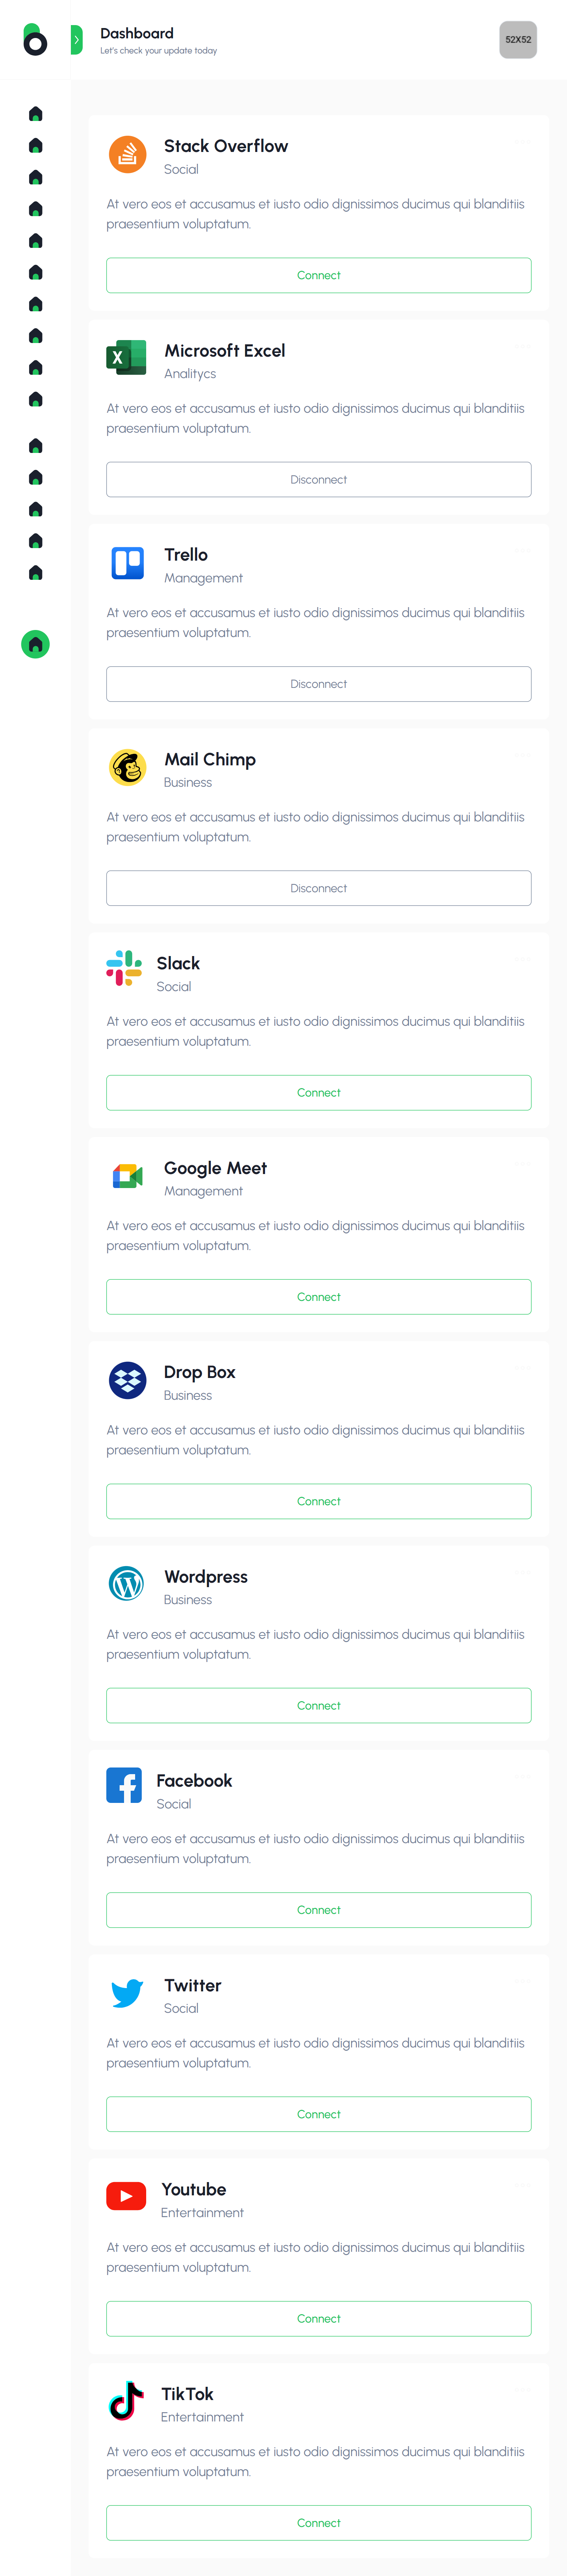 Dashboard
Let's check your update today
52X52
Stack Overflow
Social
At vero eos et accusamus et iusto odio dignissimos ducimus qui blanditiis
praesentium voluptatum.
Connect
X
Microsoft Excel
Analitycs
At vero eos et accusamus et iusto odio dignissimos ducimus qui blanditiis
praesentium voluptatum.
Disconnect
Trello
Management
At vero eos et accusamus et iusto odio dignissimos ducimus qui blanditiis
praesentium voluptatum.
Disconnect
Mail Chimp
Business
At vero eos et accusamus et iusto odio dignissimos ducimus qui blanditiis
praesentium voluptatum.
Disconnect
Slack
Social
At vero eos et accusamus et iusto odio dignissimos ducimus qui blanditiis
praesentium voluptatum.
Connect
Google Meet
Management
At vero eos et accusamus et iusto odio dignissimos ducimus qui blanditiis
praesentium voluptatum.
Connect
Drop Box
Business
At vero eos et accusamus et iusto odio dignissimos ducimus qui blanditiis
praesentium voluptatum.
Connect
Wordpress
Business
At vero eos et accusamus et iusto odio dignissimos ducimus qui blanditiis
praesentium voluptatum.
Connect
Facebook
Social
At vero eos et accusamus et iusto odio dignissimos ducimus qui blanditiis
praesentium voluptatum.
Connect
Twitter
Social
At vero eos et accusamus et iusto odio dignissimos ducimus qui blanditiis
praesentium voluptatum.
Connect
Youtube
Entertainment
At vero eos et accusamus et iusto odio dignissimos ducimus qui blanditiis
praesentium voluptatum.
Connect
TikTok
Entertainment
At vero eos et accusamus et iusto odio dignissimos ducimus qui blanditiis
praesentium voluptatum.
Connect